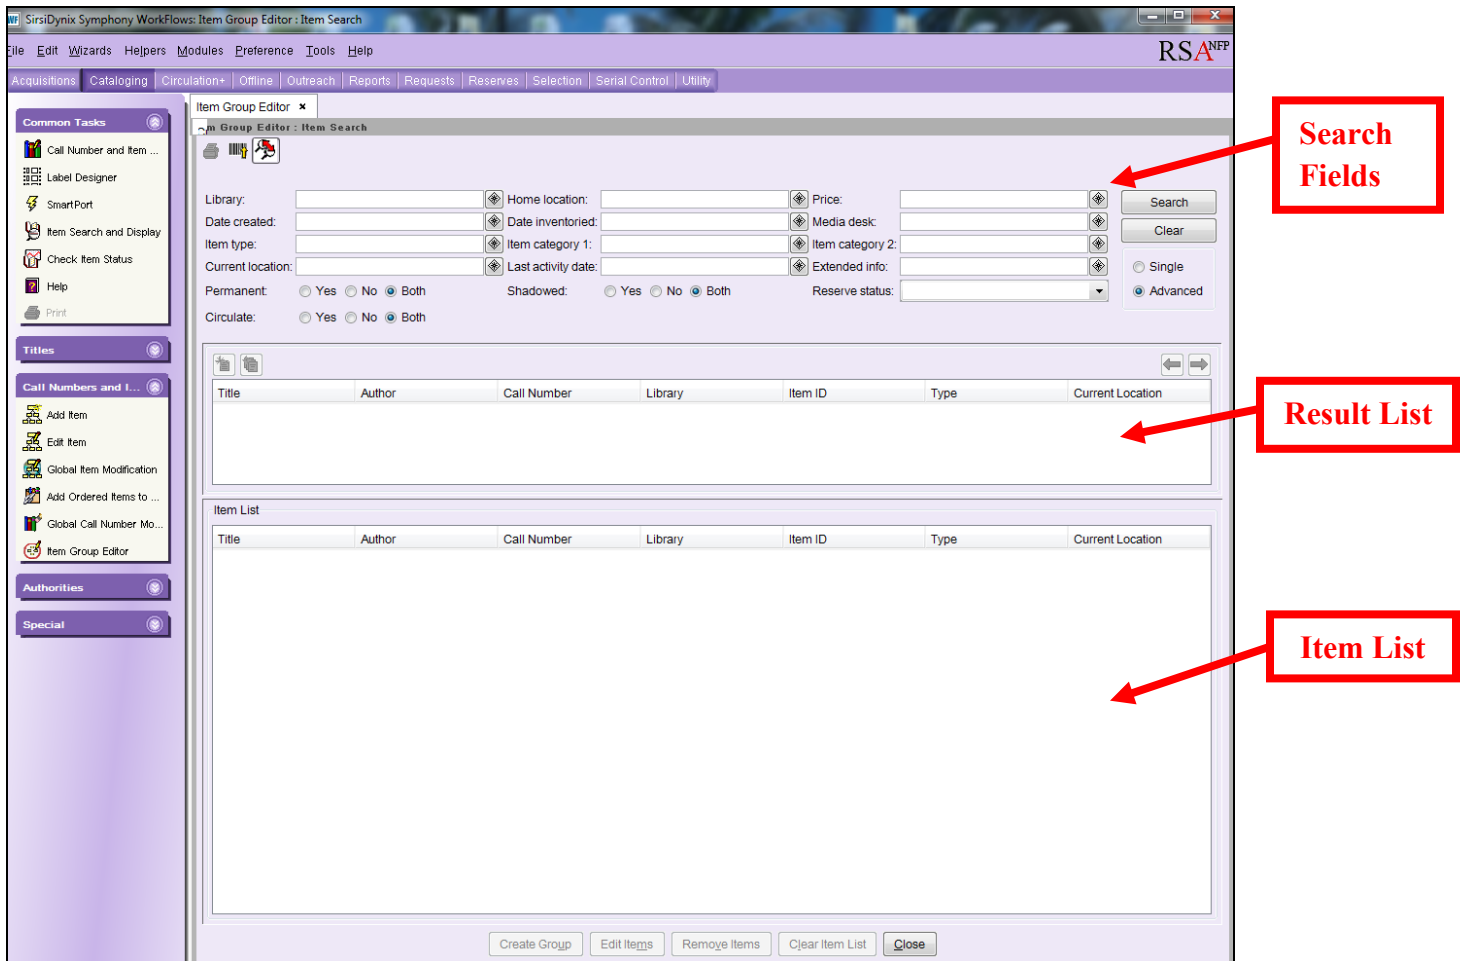 SirsiDynix Symphony WorkFlows: Item Group Editor : Item Search
File Edit Wizards Helpers Modules Preference Tools Help
RSA NFP
Acquisitions Cataloging Circulation+ Offline Outreach Reports Requests Reserves Selection Serial Control Utility
Common Tasks
Call Number and Item ...
Label Designer
SmartPort
Item Search and Display
Check Item Status
Help
Print
Titles
Call Numbers and I...
Add Item
Edit Item
Global Item Modification
Add Ordered Items to ...
Global Call Number Mo...
Item Group Editor
Authorities
Special
Item Group Editor ×
m Group Editor : Item Search
Library: Home location: Price: Search
Date created: Date inventoried: Media desk: Clear
Item type: Item category 1: Item category 2:
Current location: Last activity date: Extended info: Single
Permanent: Yes No Both Shadowed: Yes No Both Reserve status: Advanced
Circulate: Yes No Both
Title Author Call Number Library Item ID Type Current Location
Item List
Title Author Call Number Library Item ID Type Current Location
Create Group Edit Items Remove Items Clear Item List Close
Search
Fields
Result List
Item List